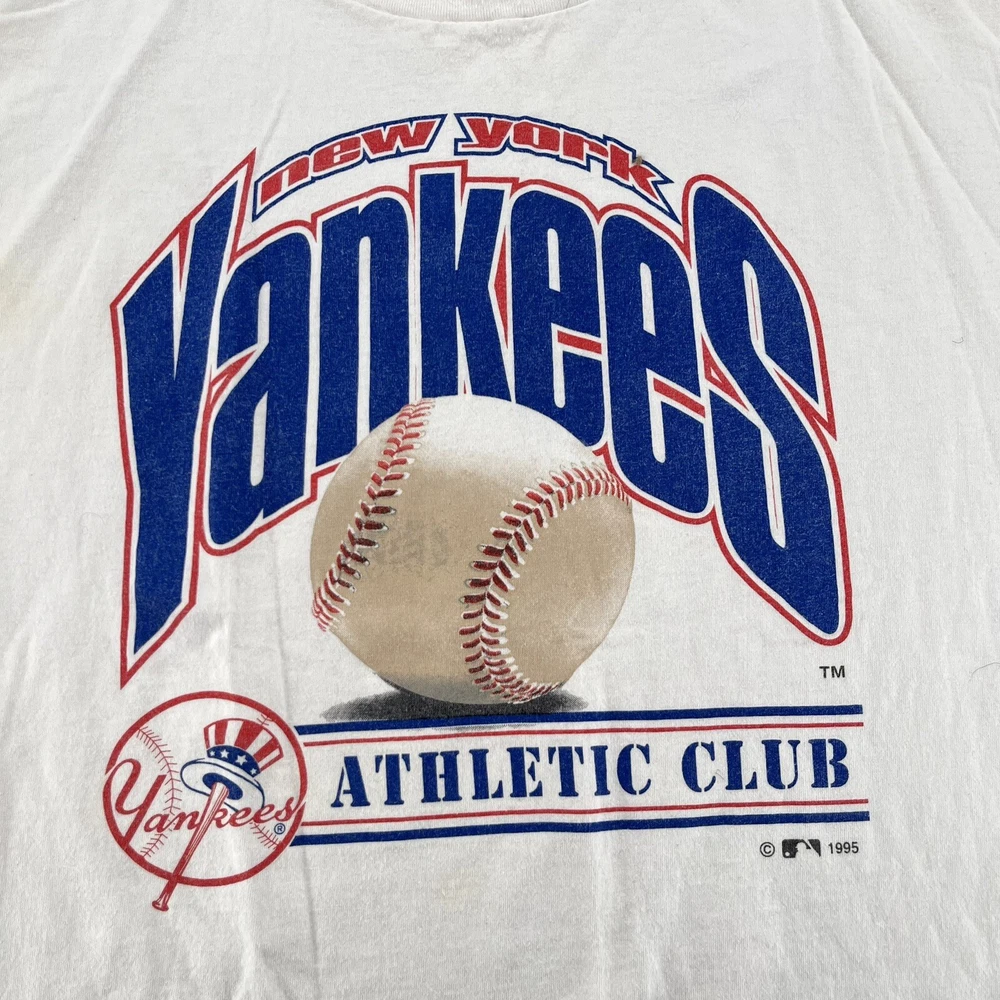 new york
Yankees
TM
ATHLETIC CLUB
Yankees®
© 1995